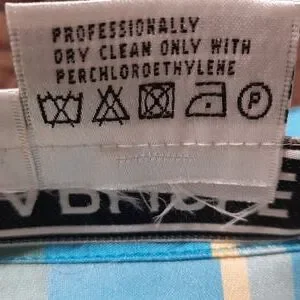 PROFESSIONALLY
DRY CLEAN ONLY WITH
PERCHLOROETHYLENE
P